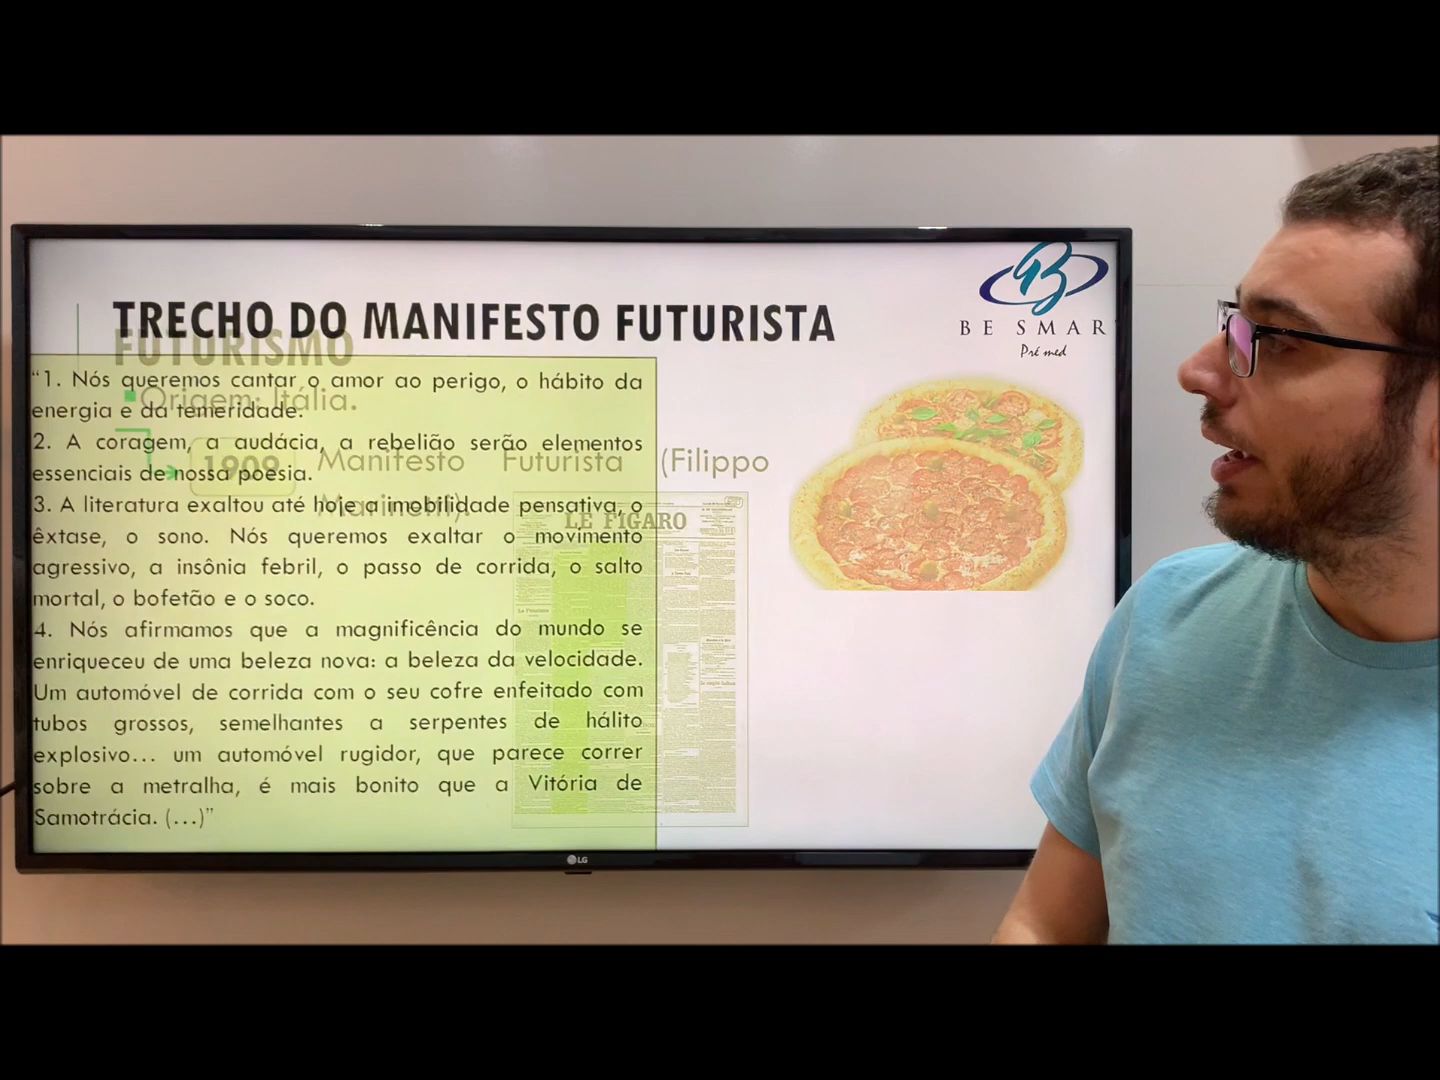 TRECHO DO MANIFESTO FUTURISTA
FUTURISMO
BE SMAR
Pré med
“1. Nós queremos cantar o amor ao perigo, o hábito da
energia e da temeridade.
2. A coragem, a audácia, a rebelião serão elementos
essenciais de nossa poesia.
3. A literatura exaltou até hoje a imobilidade pensativa, o
êxtase, o sono. Nós queremos exaltar o movimento
agressivo, a insônia febril, o passo de corrida, o salto
mortal, o bofetão e o soco.
4. Nós afirmamos que a magnificência do mundo se
enriqueceu de uma beleza nova: a beleza da velocidade.
Um automóvel de corrida com o seu cofre enfeitado com
tubos grossos, semelhantes a serpentes de hálito
explosivo... um automóvel rugidor, que parece correr
sobre a metralha, é mais bonito que a Vitória de
Samotrácia. (...)”
Origem: Itália.
1909
Manifesto Futurista (Filippo
Marinetti).
LE FIGARO
LG